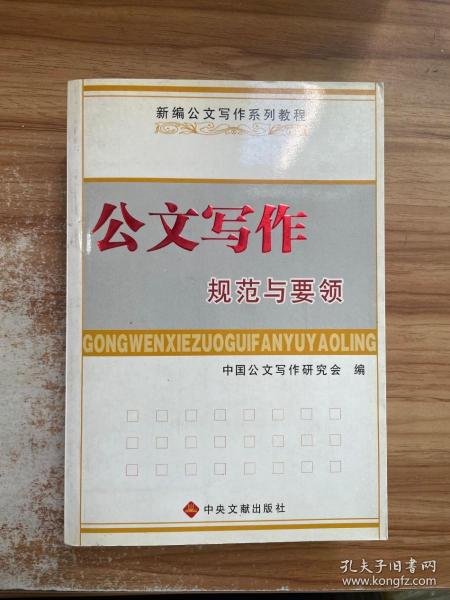 新编公文写作系列教程
公文写作
规范与要领
GONGWENXIEZUOGUIFANYUYAOLING
中国公文写作研究会 编
中央文献出版社
孔夫子旧书网
www.kongfz.com